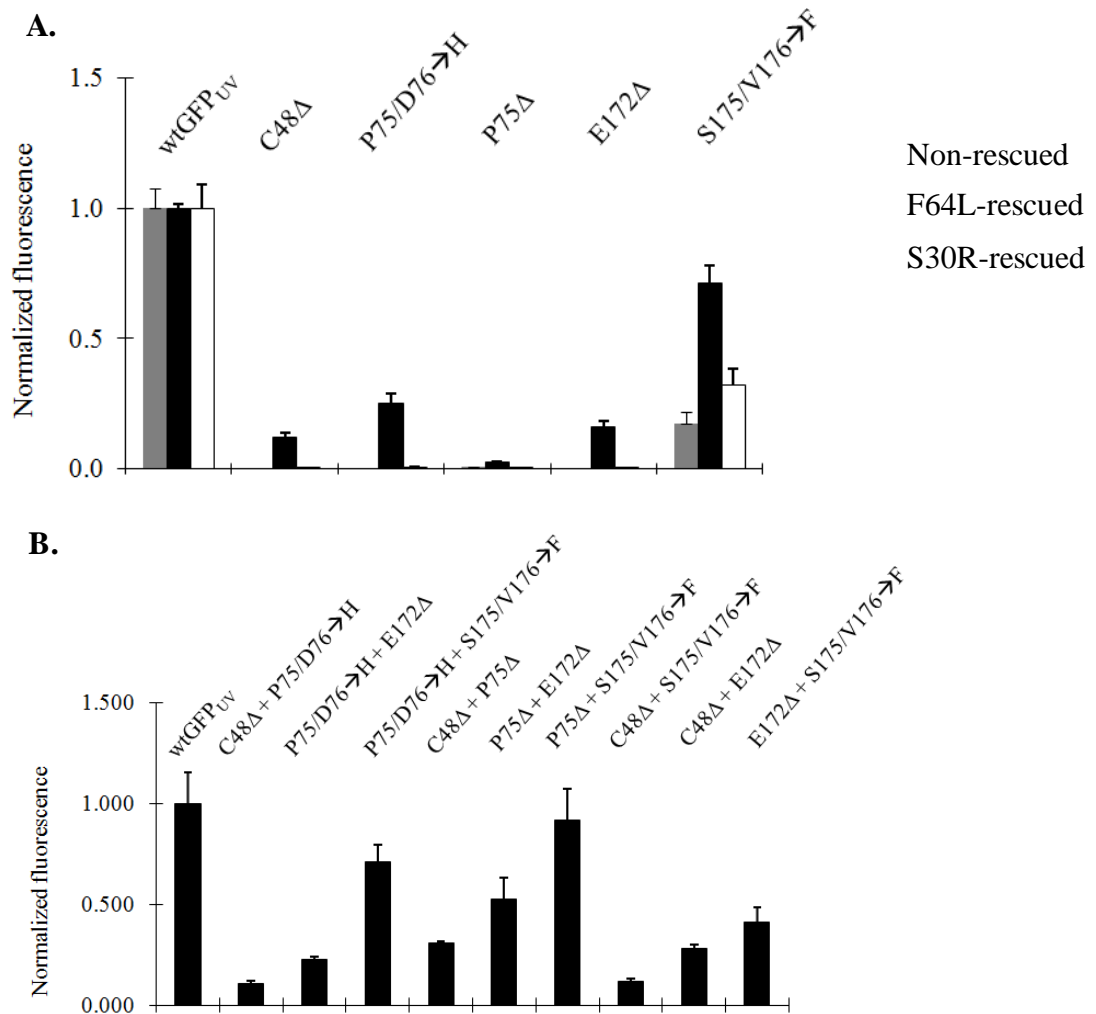 A.
wtGFPUV
C48Δ
P75/D76➔H
P75Δ
E172Δ
S175/V176➔F
1.5
1.0
0.5
0.0
Normalized fluorescence
Non-rescued
F64L-rescued
S30R-rescued
B.
wtGFPUV
C48Δ + P75/D76➔H
P75/D76➔H + E172Δ
P75/D76➔H + S175/V176➔F
C48Δ + P75Δ
P75Δ + E172Δ
P75Δ + S175/V176➔F
C48Δ + S175/V176➔F
C48Δ + E172Δ
E172Δ + S175/V176➔F
1.500
1.000
0.500
0.000
Normalized fluorescence